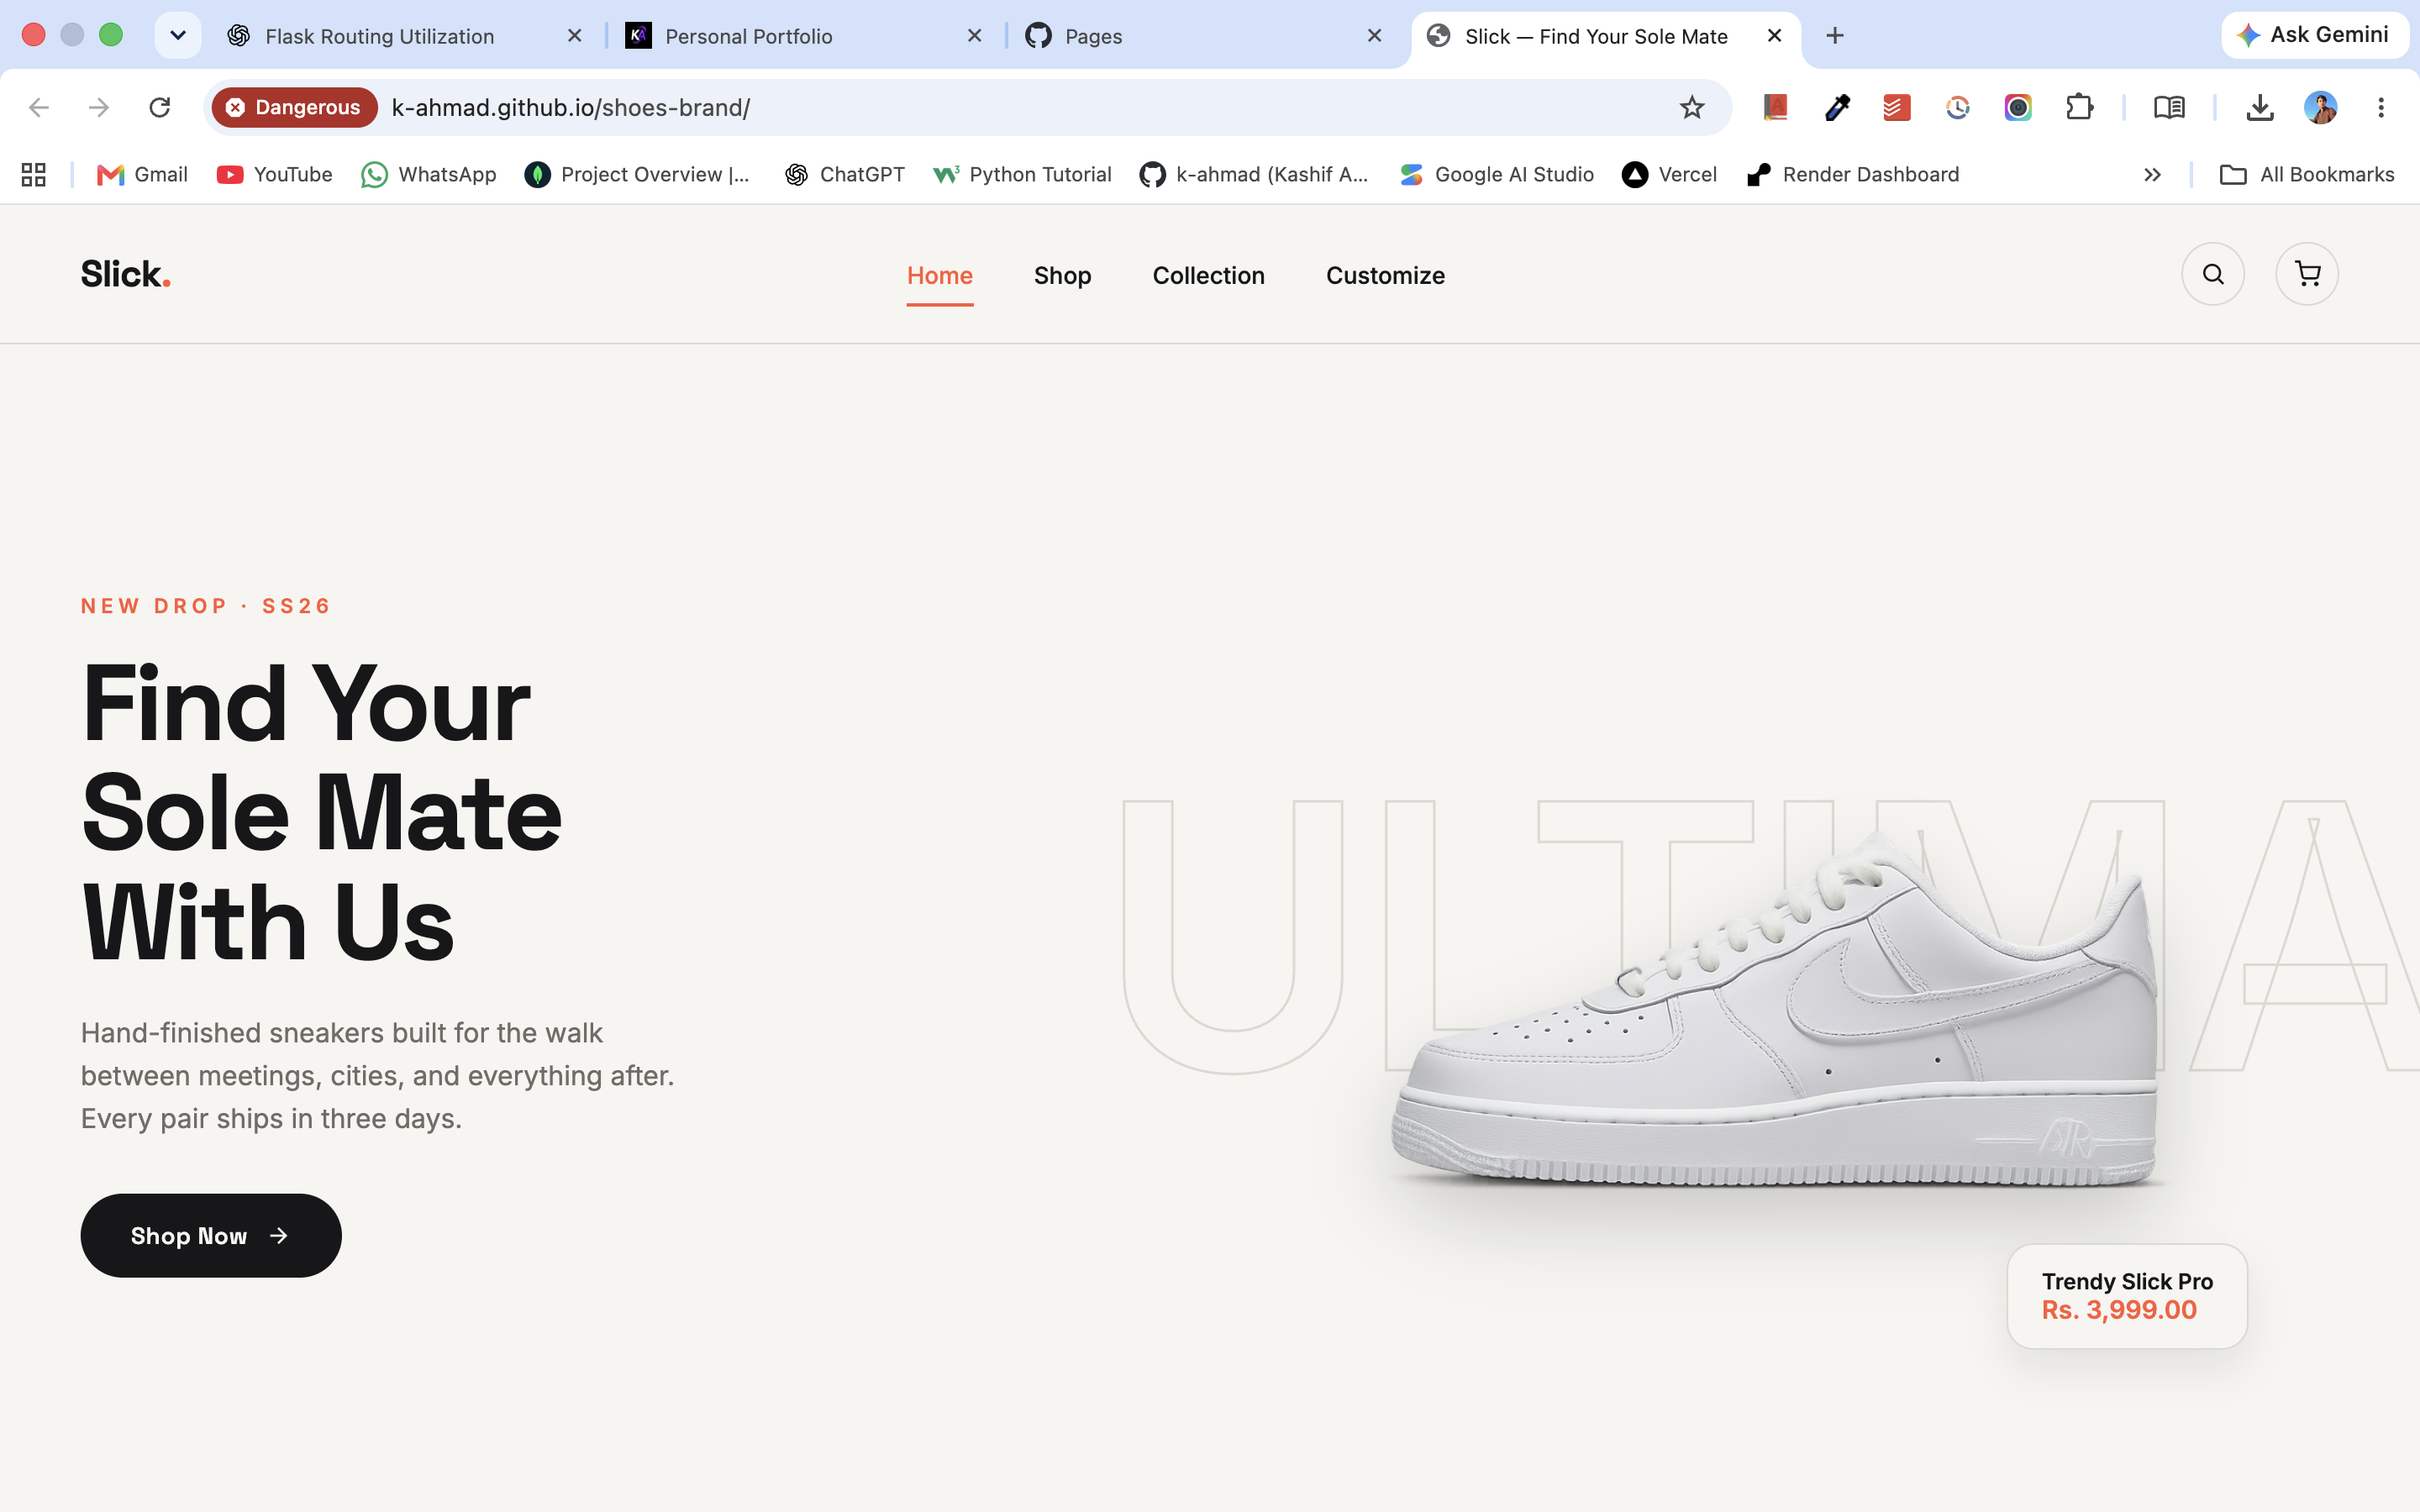 Flask Routing Utilization
Personal Portfolio
Pages
Slick — Find Your Sole Mate
Ask Gemini
Dangerous
k-ahmad.github.io/shoes-brand/
Gmail
YouTube
WhatsApp
Project Overview |...
ChatGPT
Python Tutorial
k-ahmad (Kashif A...
Google AI Studio
Vercel
Render Dashboard
All Bookmarks
Slick.
Home
Shop
Collection
Customize
NEW DROP · SS26
Find Your
Sole Mate
With Us
Hand-finished sneakers built for the walk
between meetings, cities, and everything after.
Every pair ships in three days.
Shop Now
ULTIMA
AIR
Trendy Slick Pro
Rs. 3,999.00